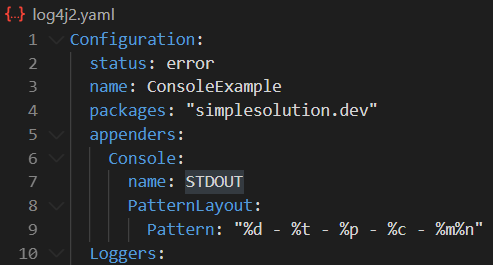 {..} log4j2.yaml
1 Configuration:
2 status: error
3 name: ConsoleExample
4 packages: "simplesolution.dev"
5 appenders:
6 Console:
7 name: STDOUT
8 PatternLayout:
9 Pattern: "%d - %t - %p - %c - %m%n"
10 Loggers: